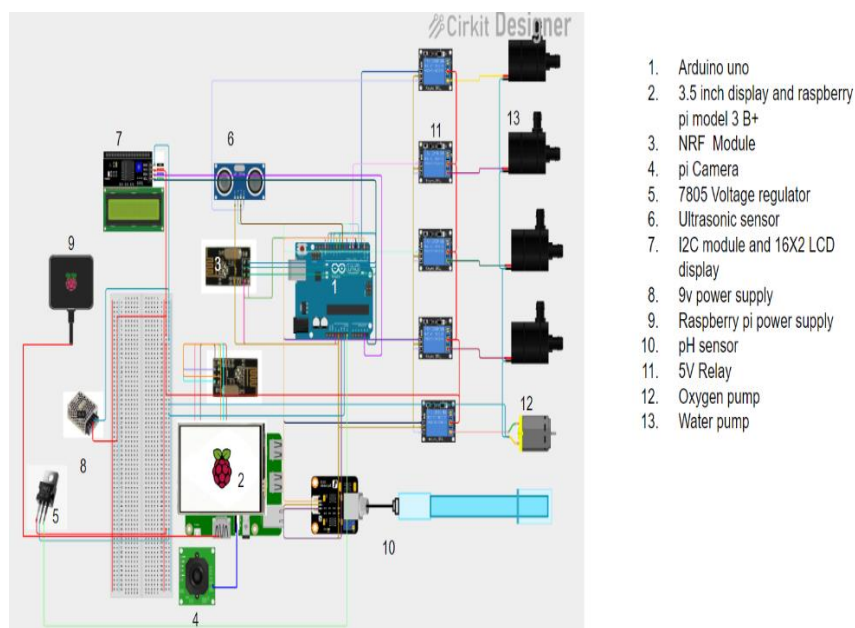 Cirkit Designer
1. Arduino uno
2. 3.5 inch display and raspberry
pi model 3 B+
3. NRF Module
4. pi Camera
5. 7805 Voltage regulator
6. Ultrasonic sensor
7. I2C module and 16X2 LCD
display
8. 9v power supply
9. Raspberry pi power supply
10. pH sensor
11. 5V Relay
12. Oxygen pump
13. Water pump
9
7
6
11
13
3
1
9
12
8
2
5
10
4